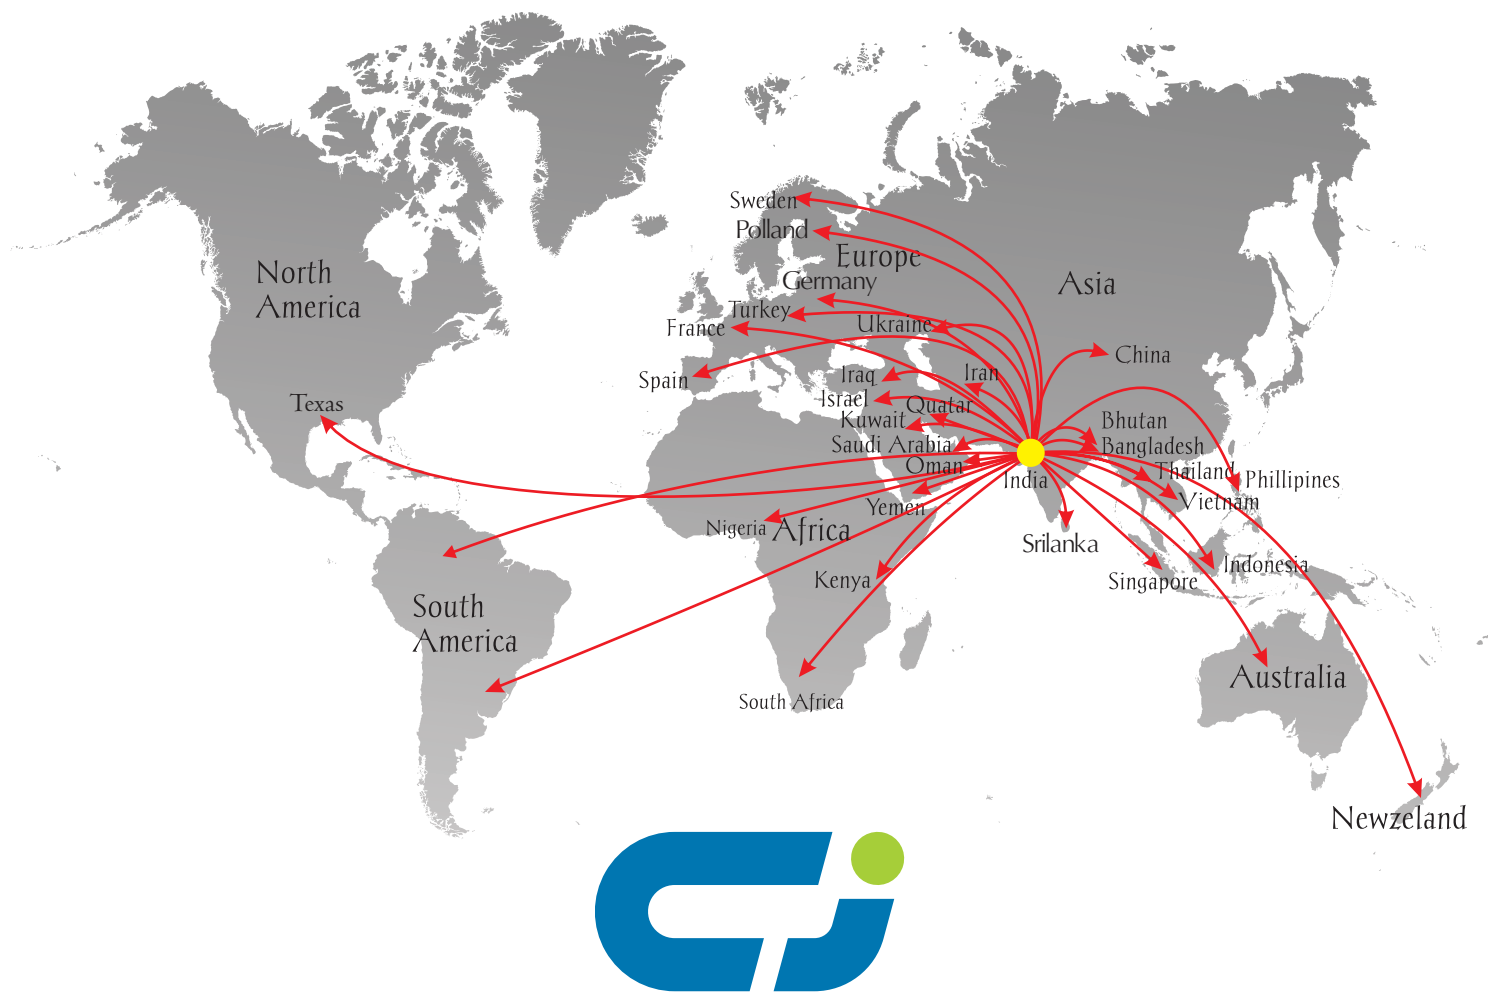 Sweden
Polland
Europe
Germany
North
America
Asia
Turkey
France
Ukraine
China
Spain
Iraq
Iran
Israel
Quatar
Texas
Kuwait
Bhutan
Saudi Arabia
Bangladesh
Oman
Thailand
India
Phillipines
Yemen
Vietnam
Nigeria
Africa
Srilanka
Indonesia
Kenya
Singapore
South
America
Australia
South Africa
Newzeland
CJ